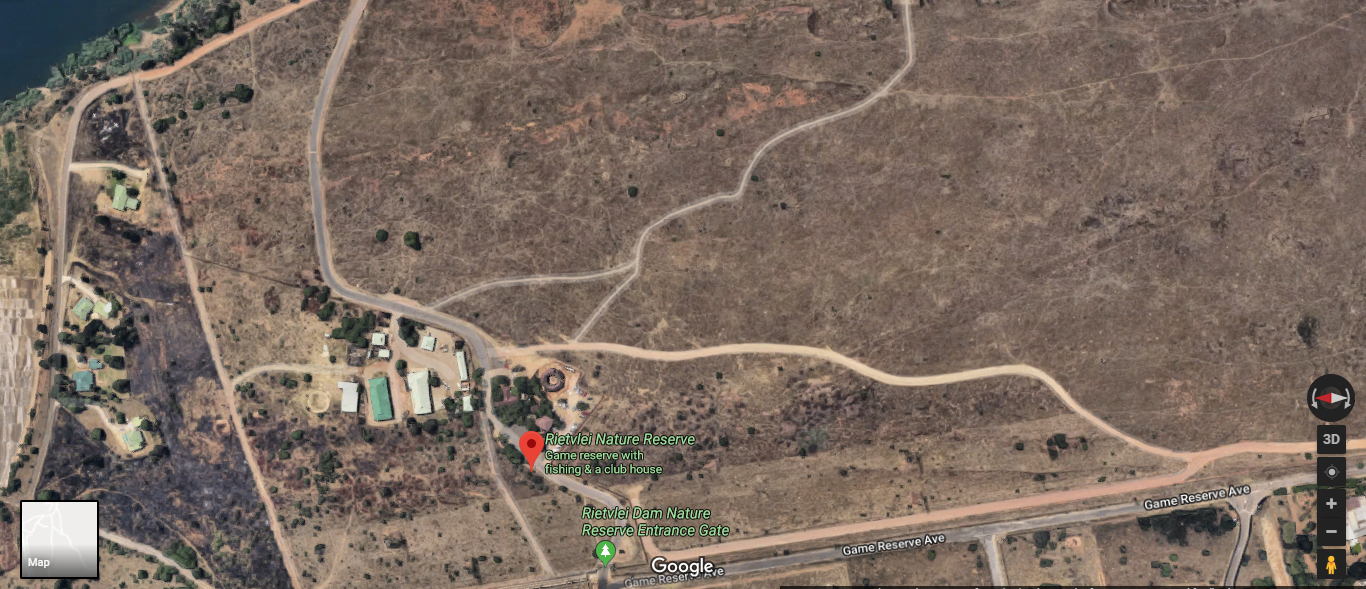 Rietvlei Nature Reserve
Game reserve with
fishing & a club house
Game Reserve Ave
Rietvlei Dam Nature
Reserve Entrance Gate
Game Reserve Ave
Google
Game Reserve Ave
Map
3D
+
−